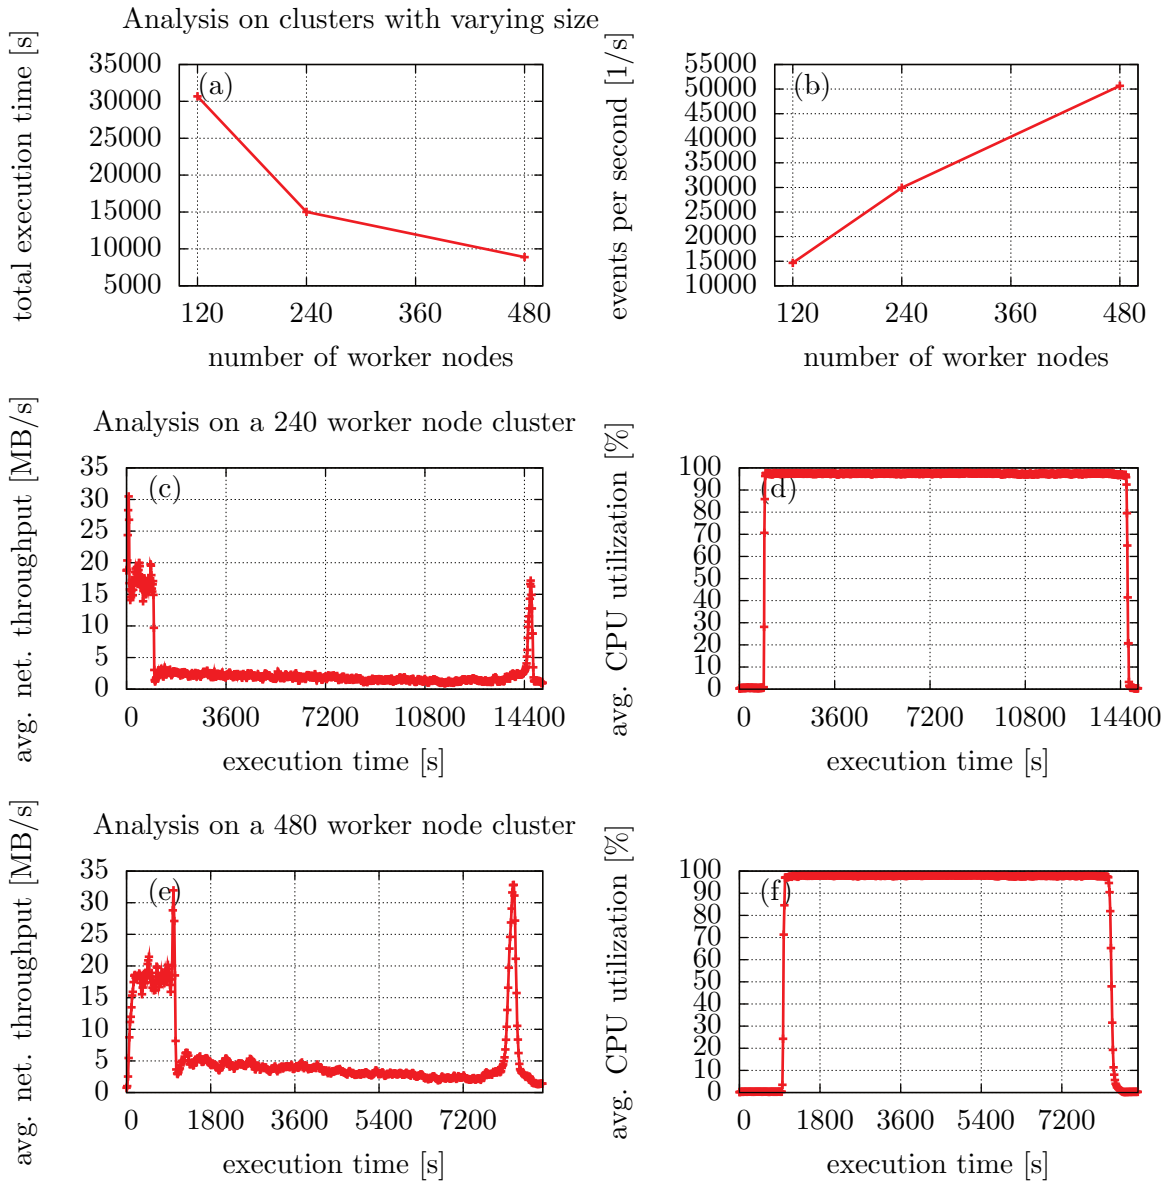 Analysis on clusters with varying size
total execution time [s]
35000
30000
25000
20000
15000
10000
5000
(a)
120 240 360 480
number of worker nodes
events per second [1/s]
55000
50000
45000
40000
35000
30000
25000
20000
15000
10000
(b)
120 240 360 480
number of worker nodes
Analysis on a 240 worker node cluster
avg. net. throughput [MB/s]
35
30
25
20
15
10
5
0
(c)
0 3600 7200 10800 14400
execution time [s]
avg. CPU utilization [%]
100
90
80
70
60
50
40
30
20
10
0
(d)
0 3600 7200 10800 14400
execution time [s]
Analysis on a 480 worker node cluster
avg. net. throughput [MB/s]
35
30
25
20
15
10
5
0
(e)
0 1800 3600 5400 7200
execution time [s]
avg. CPU utilization [%]
100
90
80
70
60
50
40
30
20
10
0
(f)
0 1800 3600 5400 7200
execution time [s]